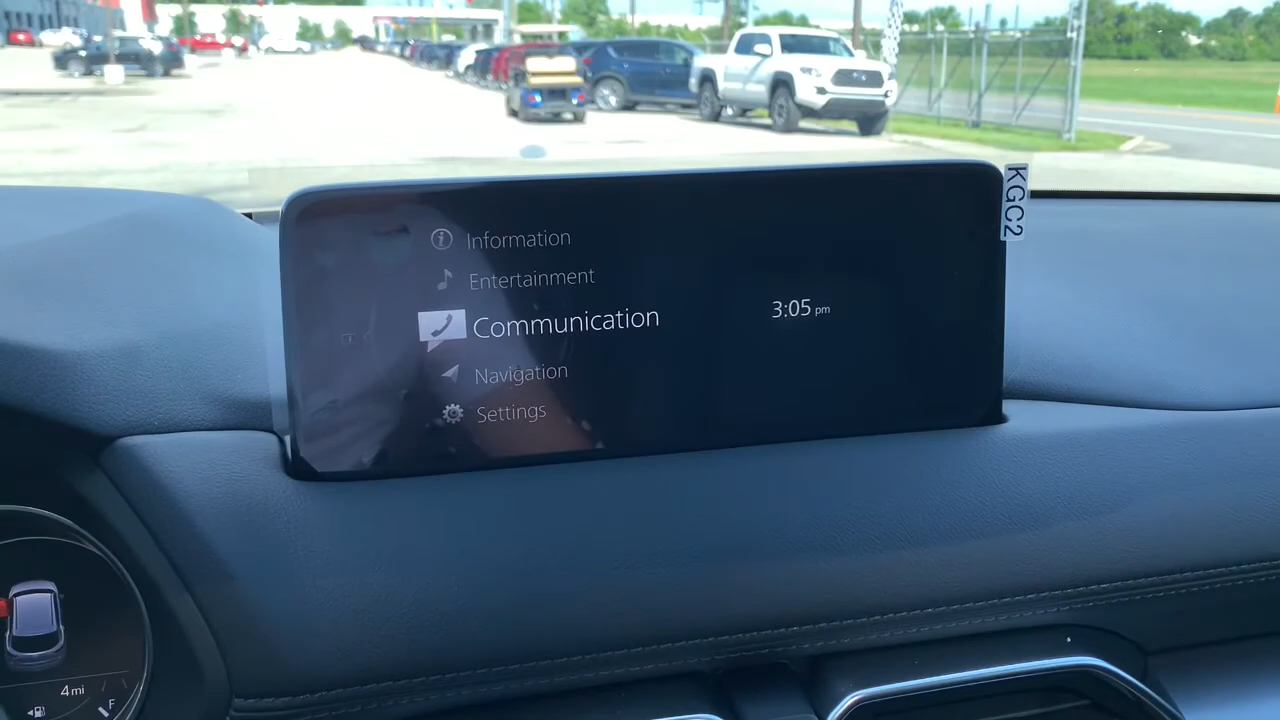 Information
Entertainment
Communication
3:05 pm
Navigation
Settings
KGC2
4mi
F